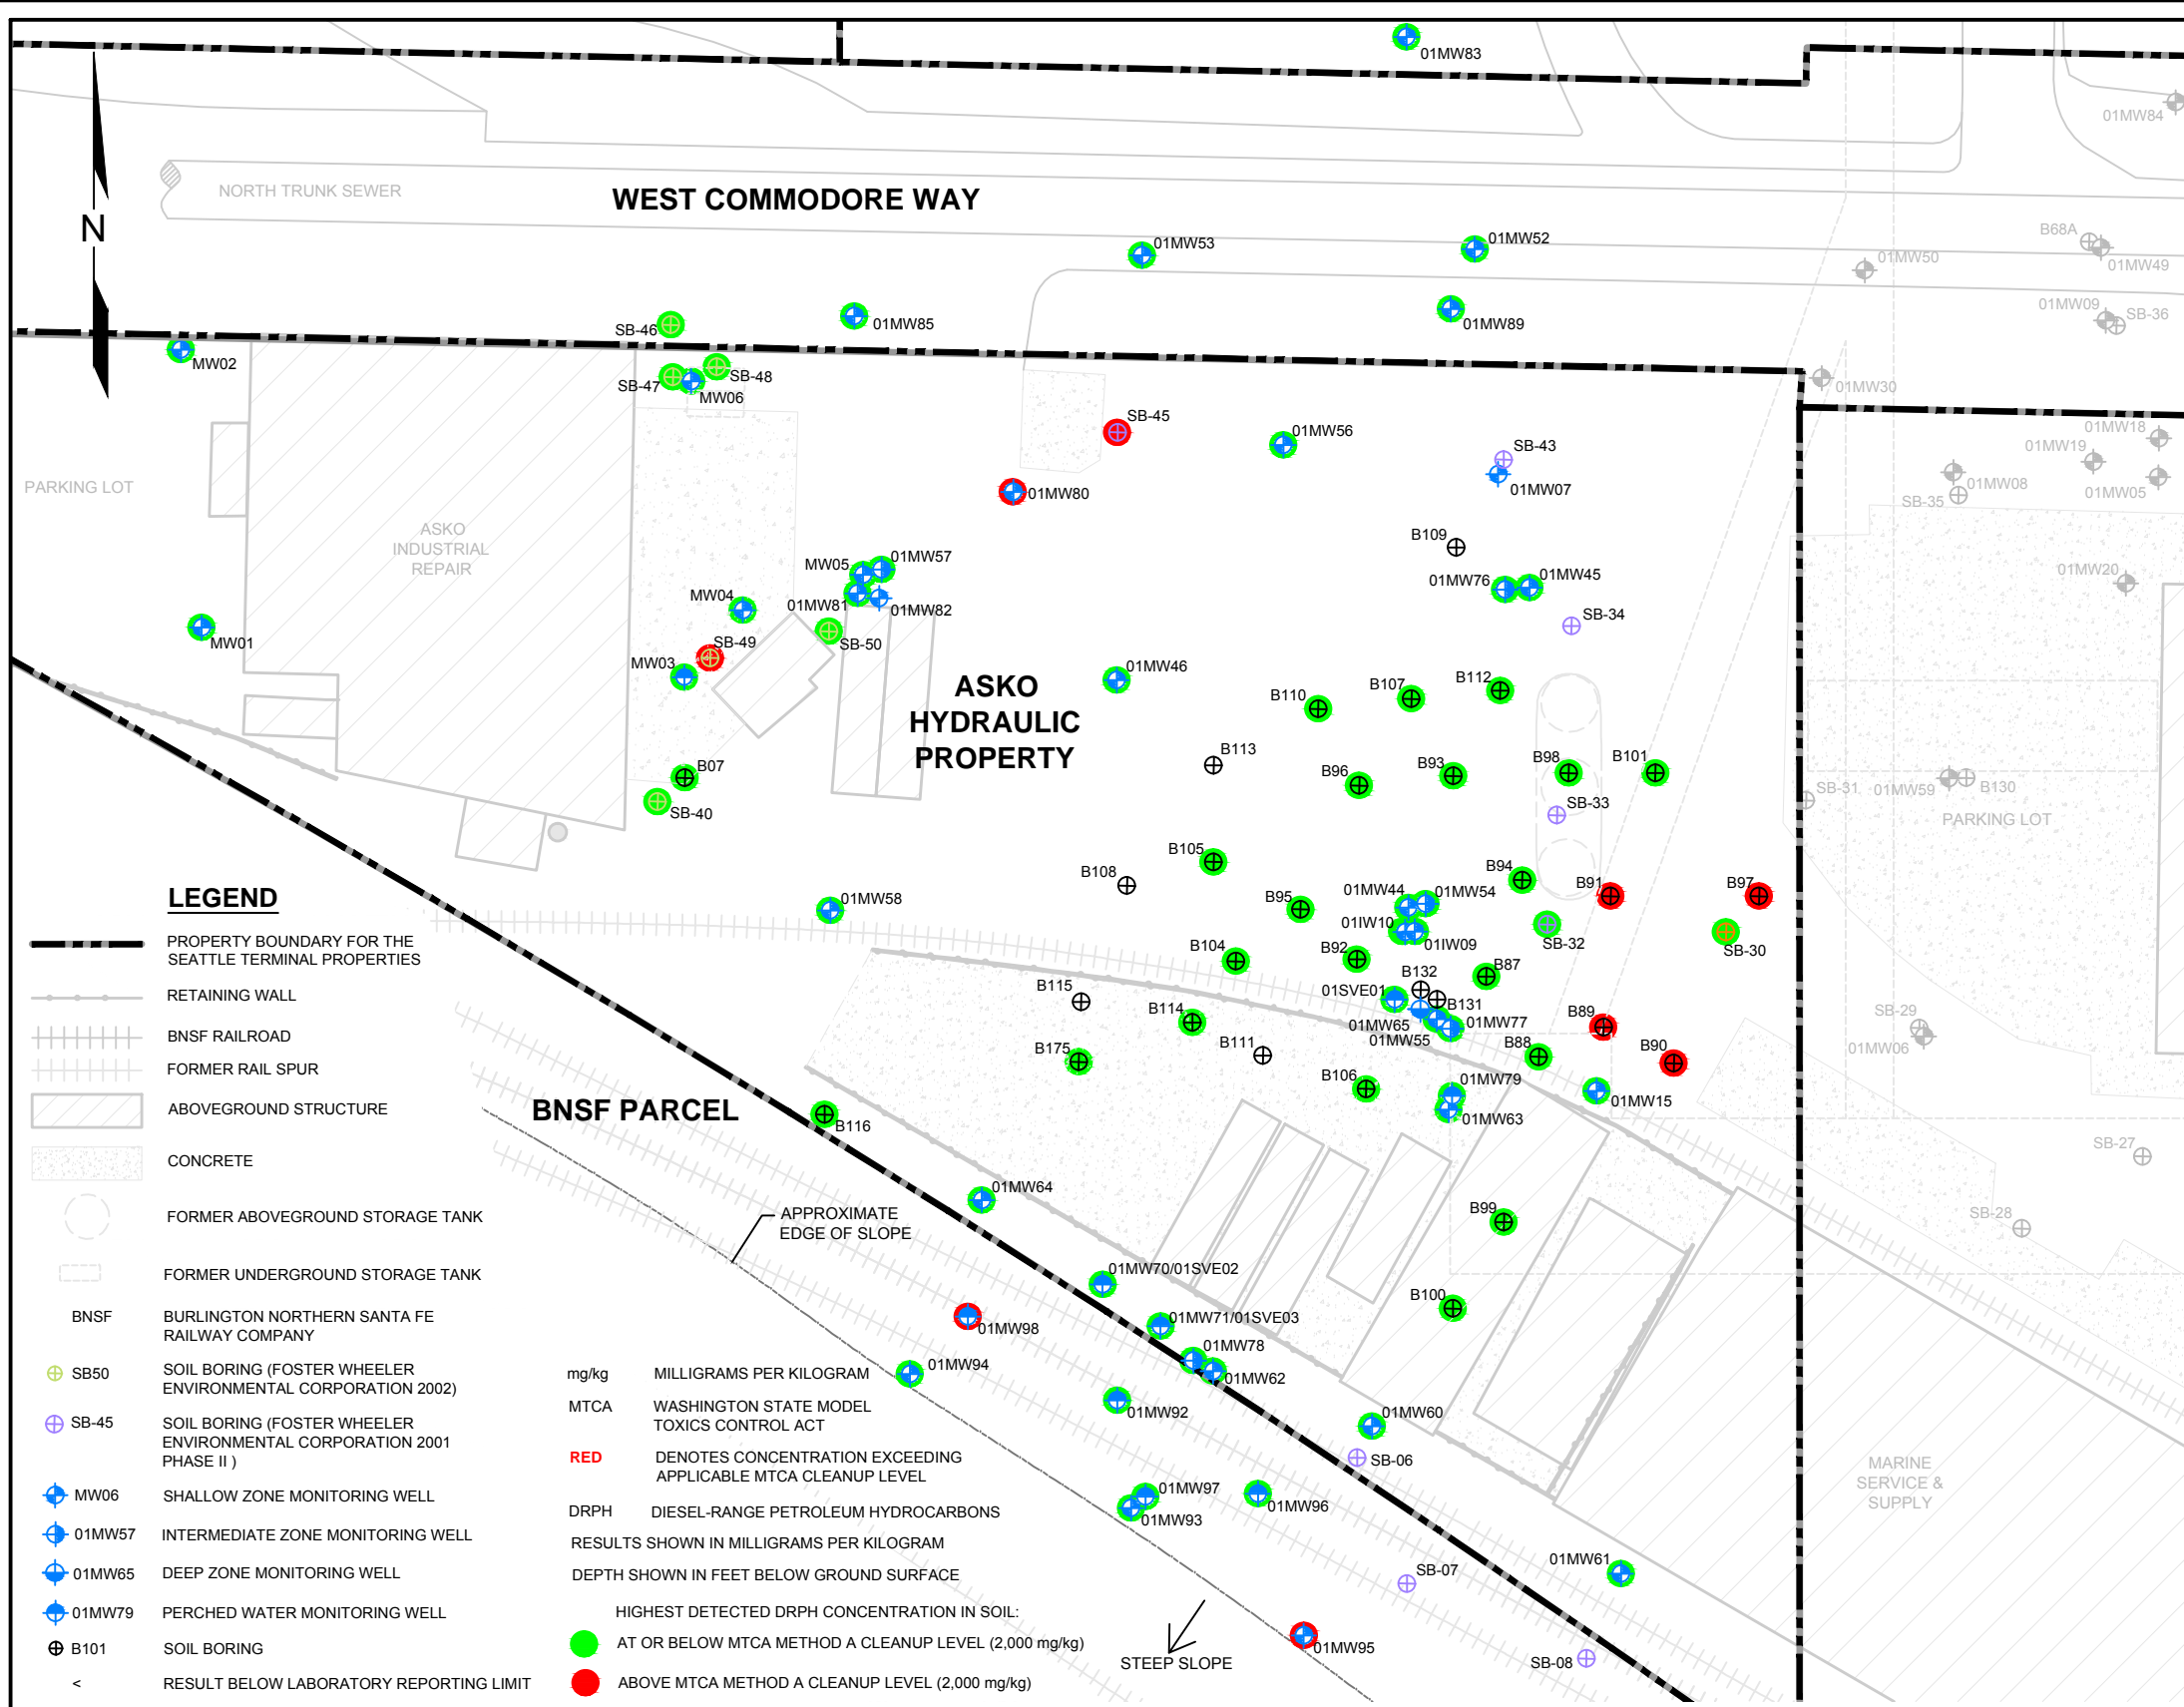 01MW83
01MW84
NORTH TRUNK SEWER
WEST COMMODORE WAY
N
01MW53
01MW52
B68A
01MW50
01MW49
01MW09
SB-36
SB-46
01MW85
01MW89
MW02
SB-47
SB-48
MW06
01MW30
SB-45
01MW56
SB-43
01MW18
01MW19
PARKING LOT
01MW80
01MW07
01MW08
SB-35
01MW05
ASKO
INDUSTRIAL
REPAIR
B109
MW05
01MW57
01MW76
01MW45
01MW20
MW04
01MW81
01MW82
SB-34
MW01
SB-49
SB-50
MW03
01MW46
ASKO
HYDRAULIC
PROPERTY
B110
B107
B112
B113
B07
B96
B93
B98
B101
SB-31
01MW59
B130
SB-40
SB-33
PARKING LOT
B105
B108
B94
B91
B97
01MW58
B95
01MW44
01MW54
01IW10
01IW09
SB-32
SB-30
B104
B92
B87
B132
B115
01SVE01
B131
B114
01MW65
01MW77
01MW55
B89
SB-29
01MW06
B175
B111
B88
B90
B106
01MW79
01MW15
01MW63
BNSF PARCEL
B116
SB-27
01MW64
APPROXIMATE
EDGE OF SLOPE
B99
SB-28
01MW70/01SVE02
01MW98
01MW71/01SVE03
B100
01MW78
01MW94
01MW62
01MW92
01MW60
SB-06
MARINE
SERVICE &
SUPPLY
01MW97
01MW96
01MW93
SB-07
01MW61
01MW95
STEEP SLOPE
SB-08
LEGEND
PROPERTY BOUNDARY FOR THE
SEATTLE TERMINAL PROPERTIES
RETAINING WALL
BNSF RAILROAD
FORMER RAIL SPUR
ABOVEGROUND STRUCTURE
CONCRETE
FORMER ABOVEGROUND STORAGE TANK
FORMER UNDERGROUND STORAGE TANK
BNSF BURLINGTON NORTHERN SANTA FE
RAILWAY COMPANY
SB50 SOIL BORING (FOSTER WHEELER
ENVIRONMENTAL CORPORATION 2002)
SB-45 SOIL BORING (FOSTER WHEELER
ENVIRONMENTAL CORPORATION 2001
PHASE II )
MW06 SHALLOW ZONE MONITORING WELL
01MW57 INTERMEDIATE ZONE MONITORING WELL
01MW65 DEEP ZONE MONITORING WELL
01MW79 PERCHED WATER MONITORING WELL
B101 SOIL BORING
< RESULT BELOW LABORATORY REPORTING LIMIT
mg/kg MILLIGRAMS PER KILOGRAM
MTCA WASHINGTON STATE MODEL
TOXICS CONTROL ACT
RED DENOTES CONCENTRATION EXCEEDING
APPLICABLE MTCA CLEANUP LEVEL
DRPH DIESEL-RANGE PETROLEUM HYDROCARBONS
RESULTS SHOWN IN MILLIGRAMS PER KILOGRAM
DEPTH SHOWN IN FEET BELOW GROUND SURFACE
HIGHEST DETECTED DRPH CONCENTRATION IN SOIL:
AT OR BELOW MTCA METHOD A CLEANUP LEVEL (2,000 mg/kg)
ABOVE MTCA METHOD A CLEANUP LEVEL (2,000 mg/kg)